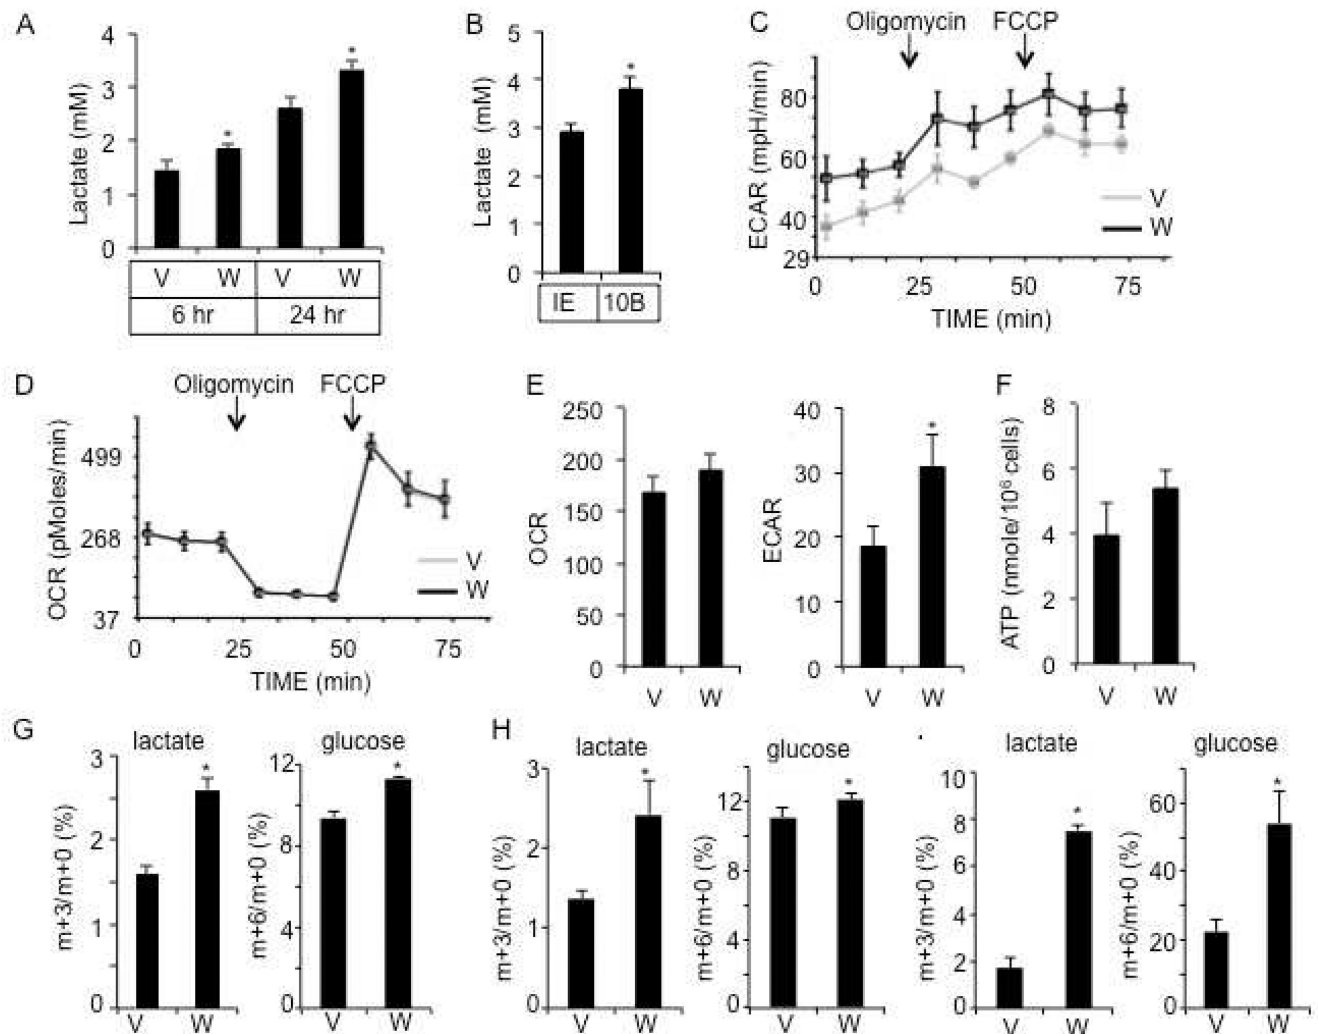 A
Lactate (mM)
4
3
2
1
0
*
*
V W V W
6 hr 24 hr
B
Lactate (mM)
5
4
3
2
1
0
*
IE 10B
C
Oligomycin FCCP
ECAR (mpH/min)
80
60
40
29
V
W
0 25 50 75
TIME (min)
D
Oligomycin FCCP
OCR (pMoles/min)
499
268
37
V
W
0 25 50 75
TIME (min)
E
OCR
250
200
150
100
50
0
V W
ECAR
40
30
20
10
0
*
V W
F
ATP (nmole/10⁶ cells)
8
6
4
2
0
V W
G
lactate
m+3/m+0 (%)
3
2
1
0
*
V W
glucose
m+6/m+0 (%)
12
8
4
0
*
V W
H
lactate
m+3/m+0 (%)
3
2
1
0
*
V W
glucose
m+6/m+0 (%)
12
8
4
0
*
V W
lactate
m+3/m+0 (%)
10
8
6
4
2
0
*
V W
glucose
m+6/m+0 (%)
60
40
20
0
*
V W